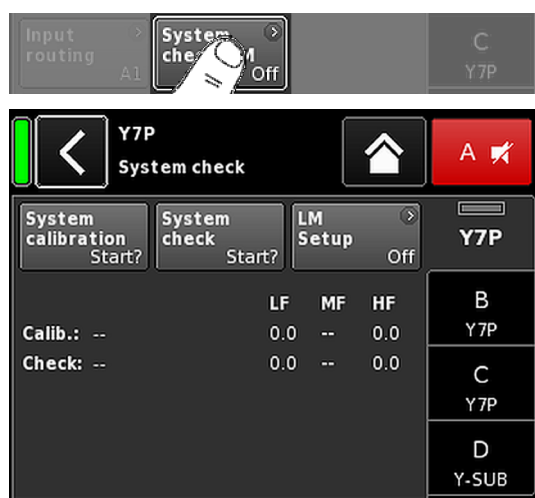 Input
routing
A1
System
Off
C
Y7P
Y7P
System check
A
System
calibration
Start?
System
check
Start?
LM
Setup
Off
Y7P
LF MF HF
Calib.: -- 0.0 -- 0.0
Check: -- 0.0 -- 0.0
B
Y7P
C
Y7P
D
Y-SUB